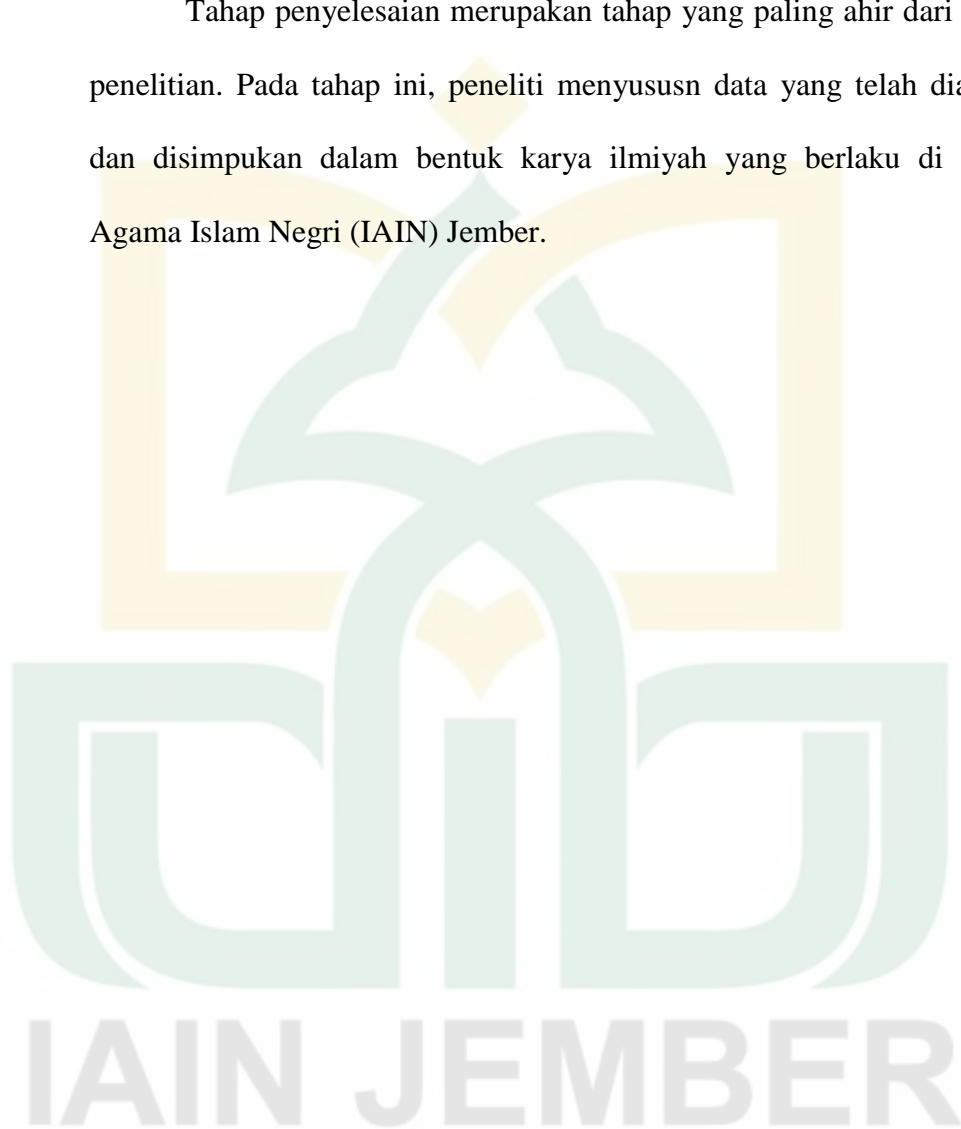 Tahap penyelesaian merupakan tahap yang paling ahir dari
penelitian. Pada tahap ini, peneliti menyususn data yang telah
dan disimpukan dalam bentuk karya ilmiyah yang berlaku di
Agama Islam Negri (IAIN) Jember.
IAIN JEMBER